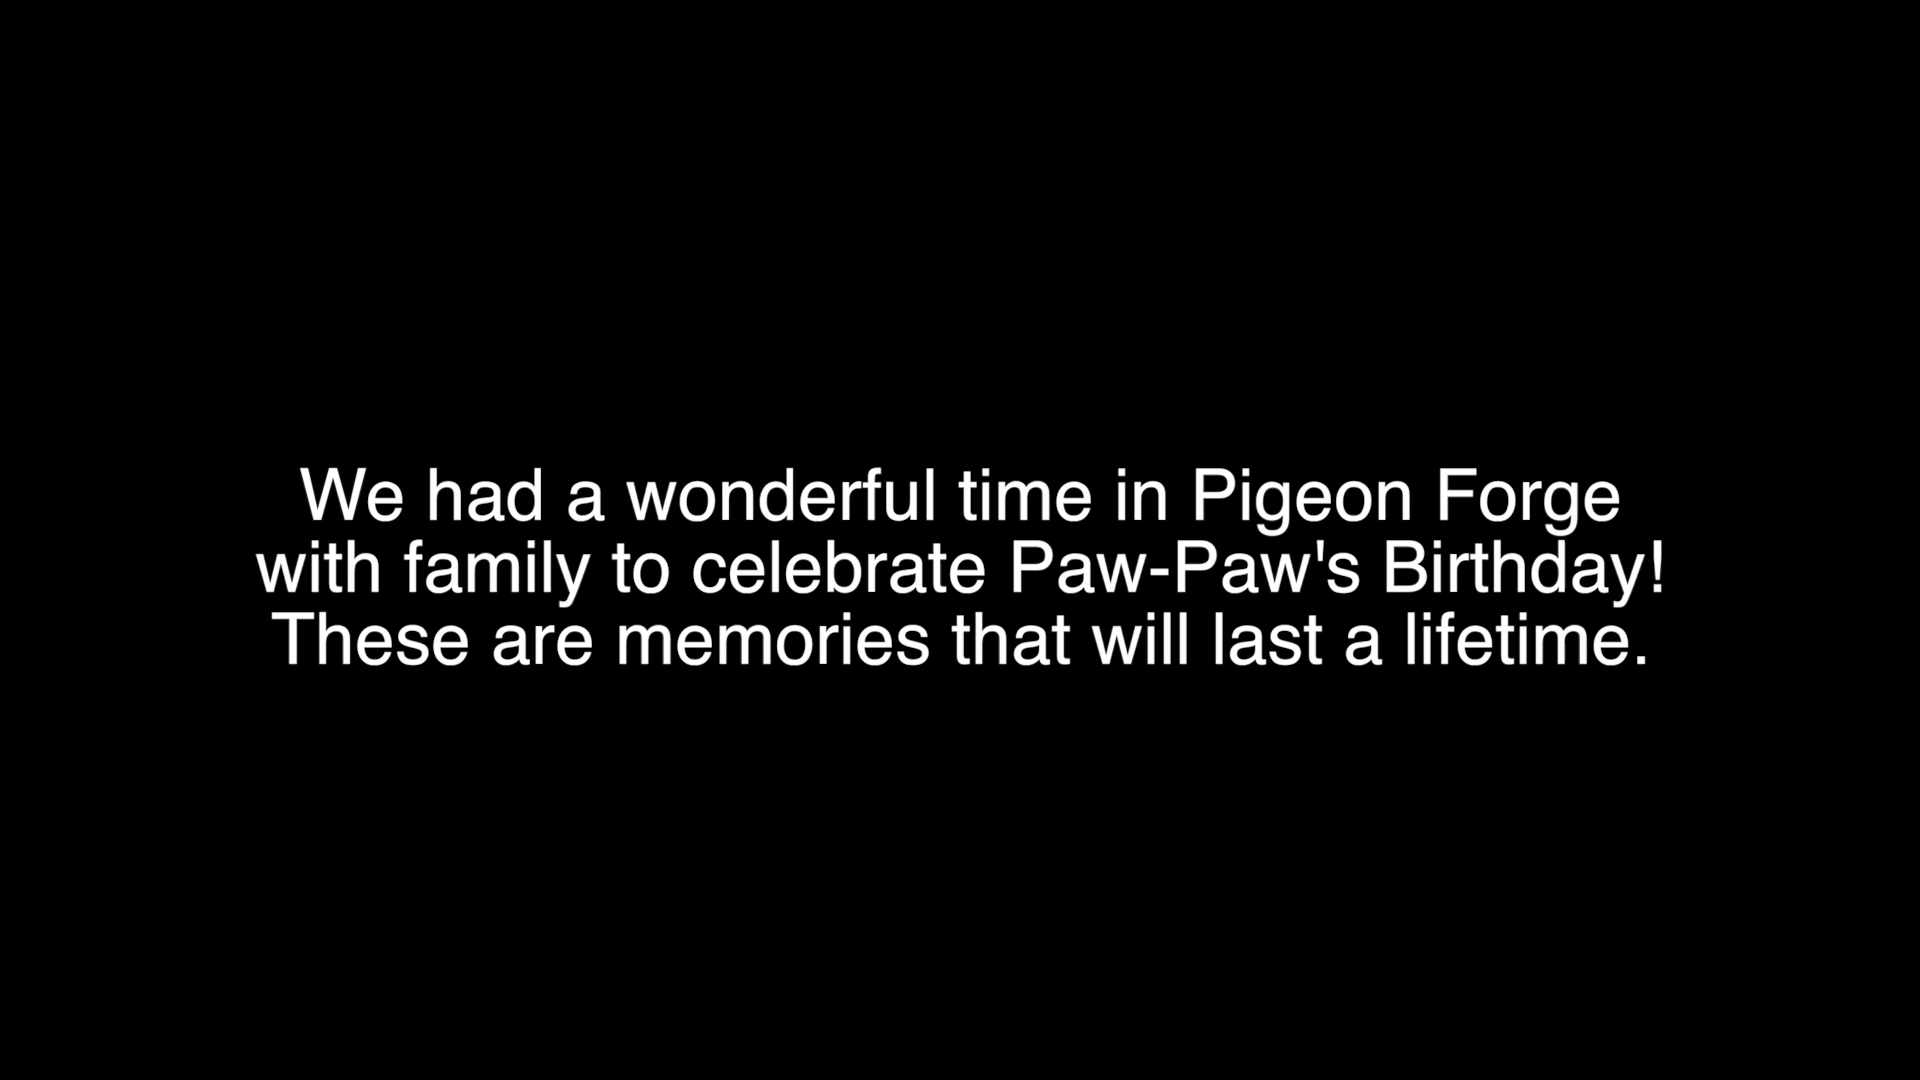 We had a wonderful time in Pigeon Forge
with family to celebrate Paw-Paw's Birthday!
These are memories that will last a lifetime.